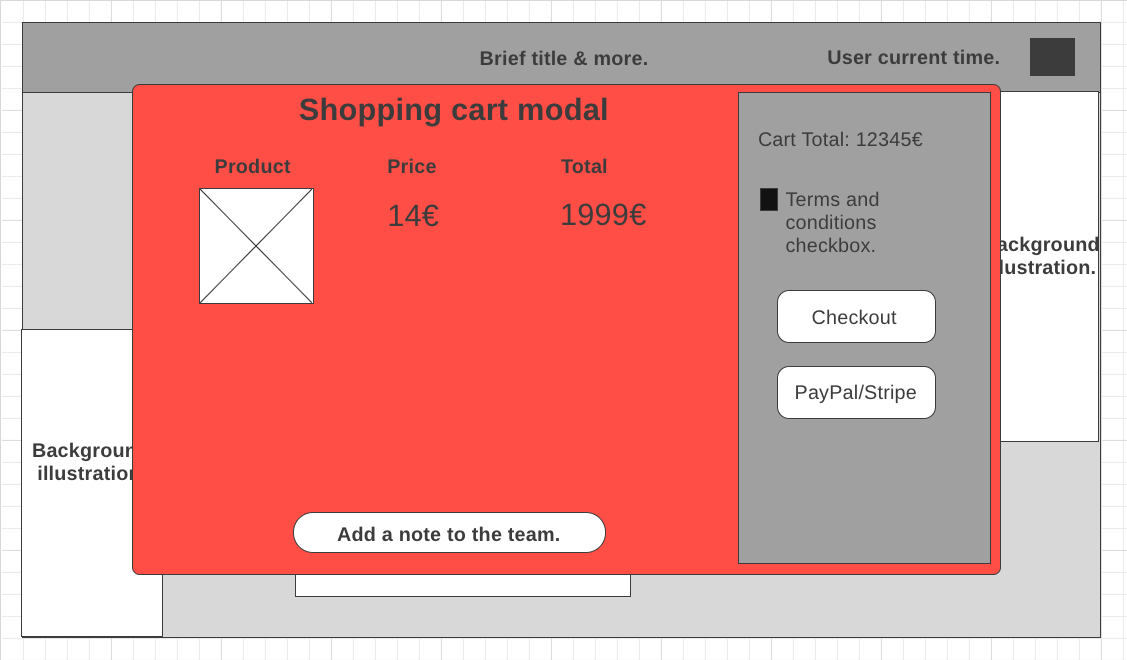 Brief title & more.
User current time.
Shopping cart modal
Product Price Total
14€ 1999€
Cart Total: 12345€
Terms and
conditions
checkbox.
Checkout
PayPal/Stripe
Add a note to the team.
ackground
lustration.
Backgroun
illustration